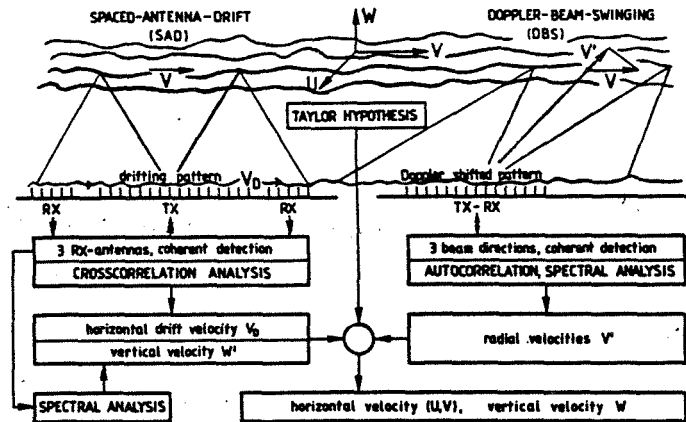 SPACED-ANTENNA-DRIFT
(SAD)
W
DOPPLER-BEAM-SWINGING
(DBS)
V
V'
V
U
V
TAYLOR HYPOTHESIS
drifting pattern
V_D
Doppler shifted pattern
RX
TX
RX
TX-RX
3 RX-antennas, coherent detection
CROSSCORRELATION ANALYSIS
3 beam directions, coherent detection
AUTOCORRELATION, SPECTRAL ANALYSIS
horizontal drift velocity V_D
vertical velocity W'
radial velocities V'
SPECTRAL ANALYSIS
horizontal velocity (U,V), vertical velocity W